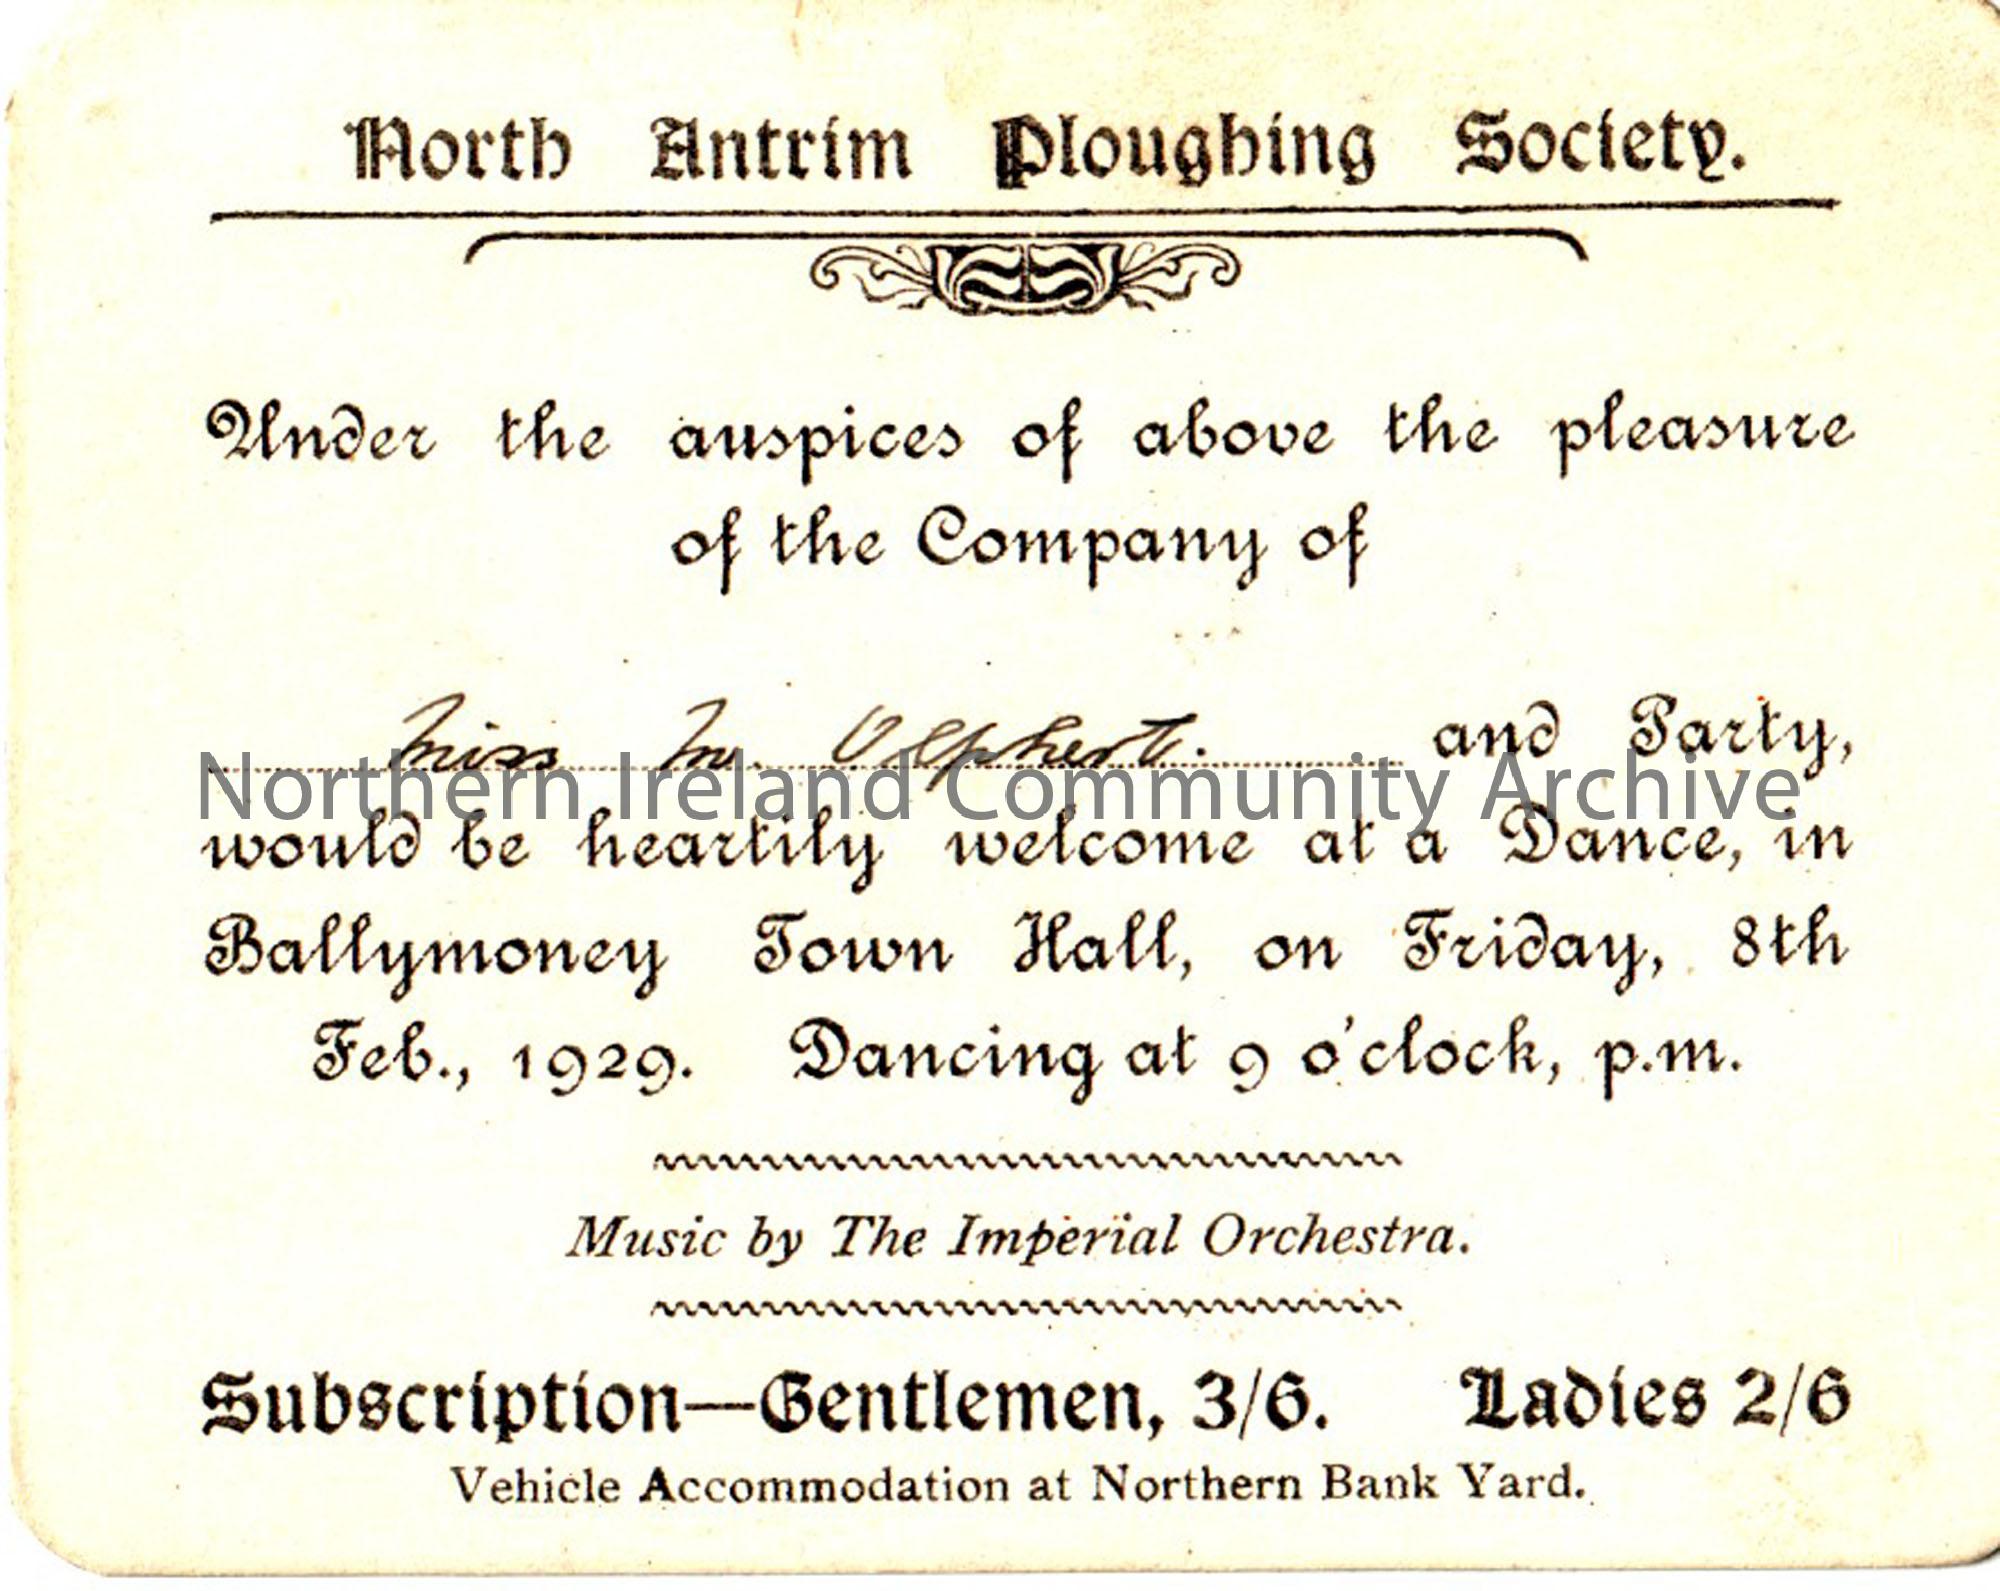 North Antrim Ploughing Society.
Under the auspices of above the pleasure
of the Company of
Miss M. Olphert. and Party,
Northern Ireland Community Archive
would be heartily welcome at a Dance, in
Ballymoney Town Hall, on Friday, 8th
Feb., 1929. Dancing at 9 o'clock, p.m.
Music by The Imperial Orchestra.
Subscription—Gentlemen, 3/6. Ladies 2/6
Vehicle Accommodation at Northern Bank Yard.